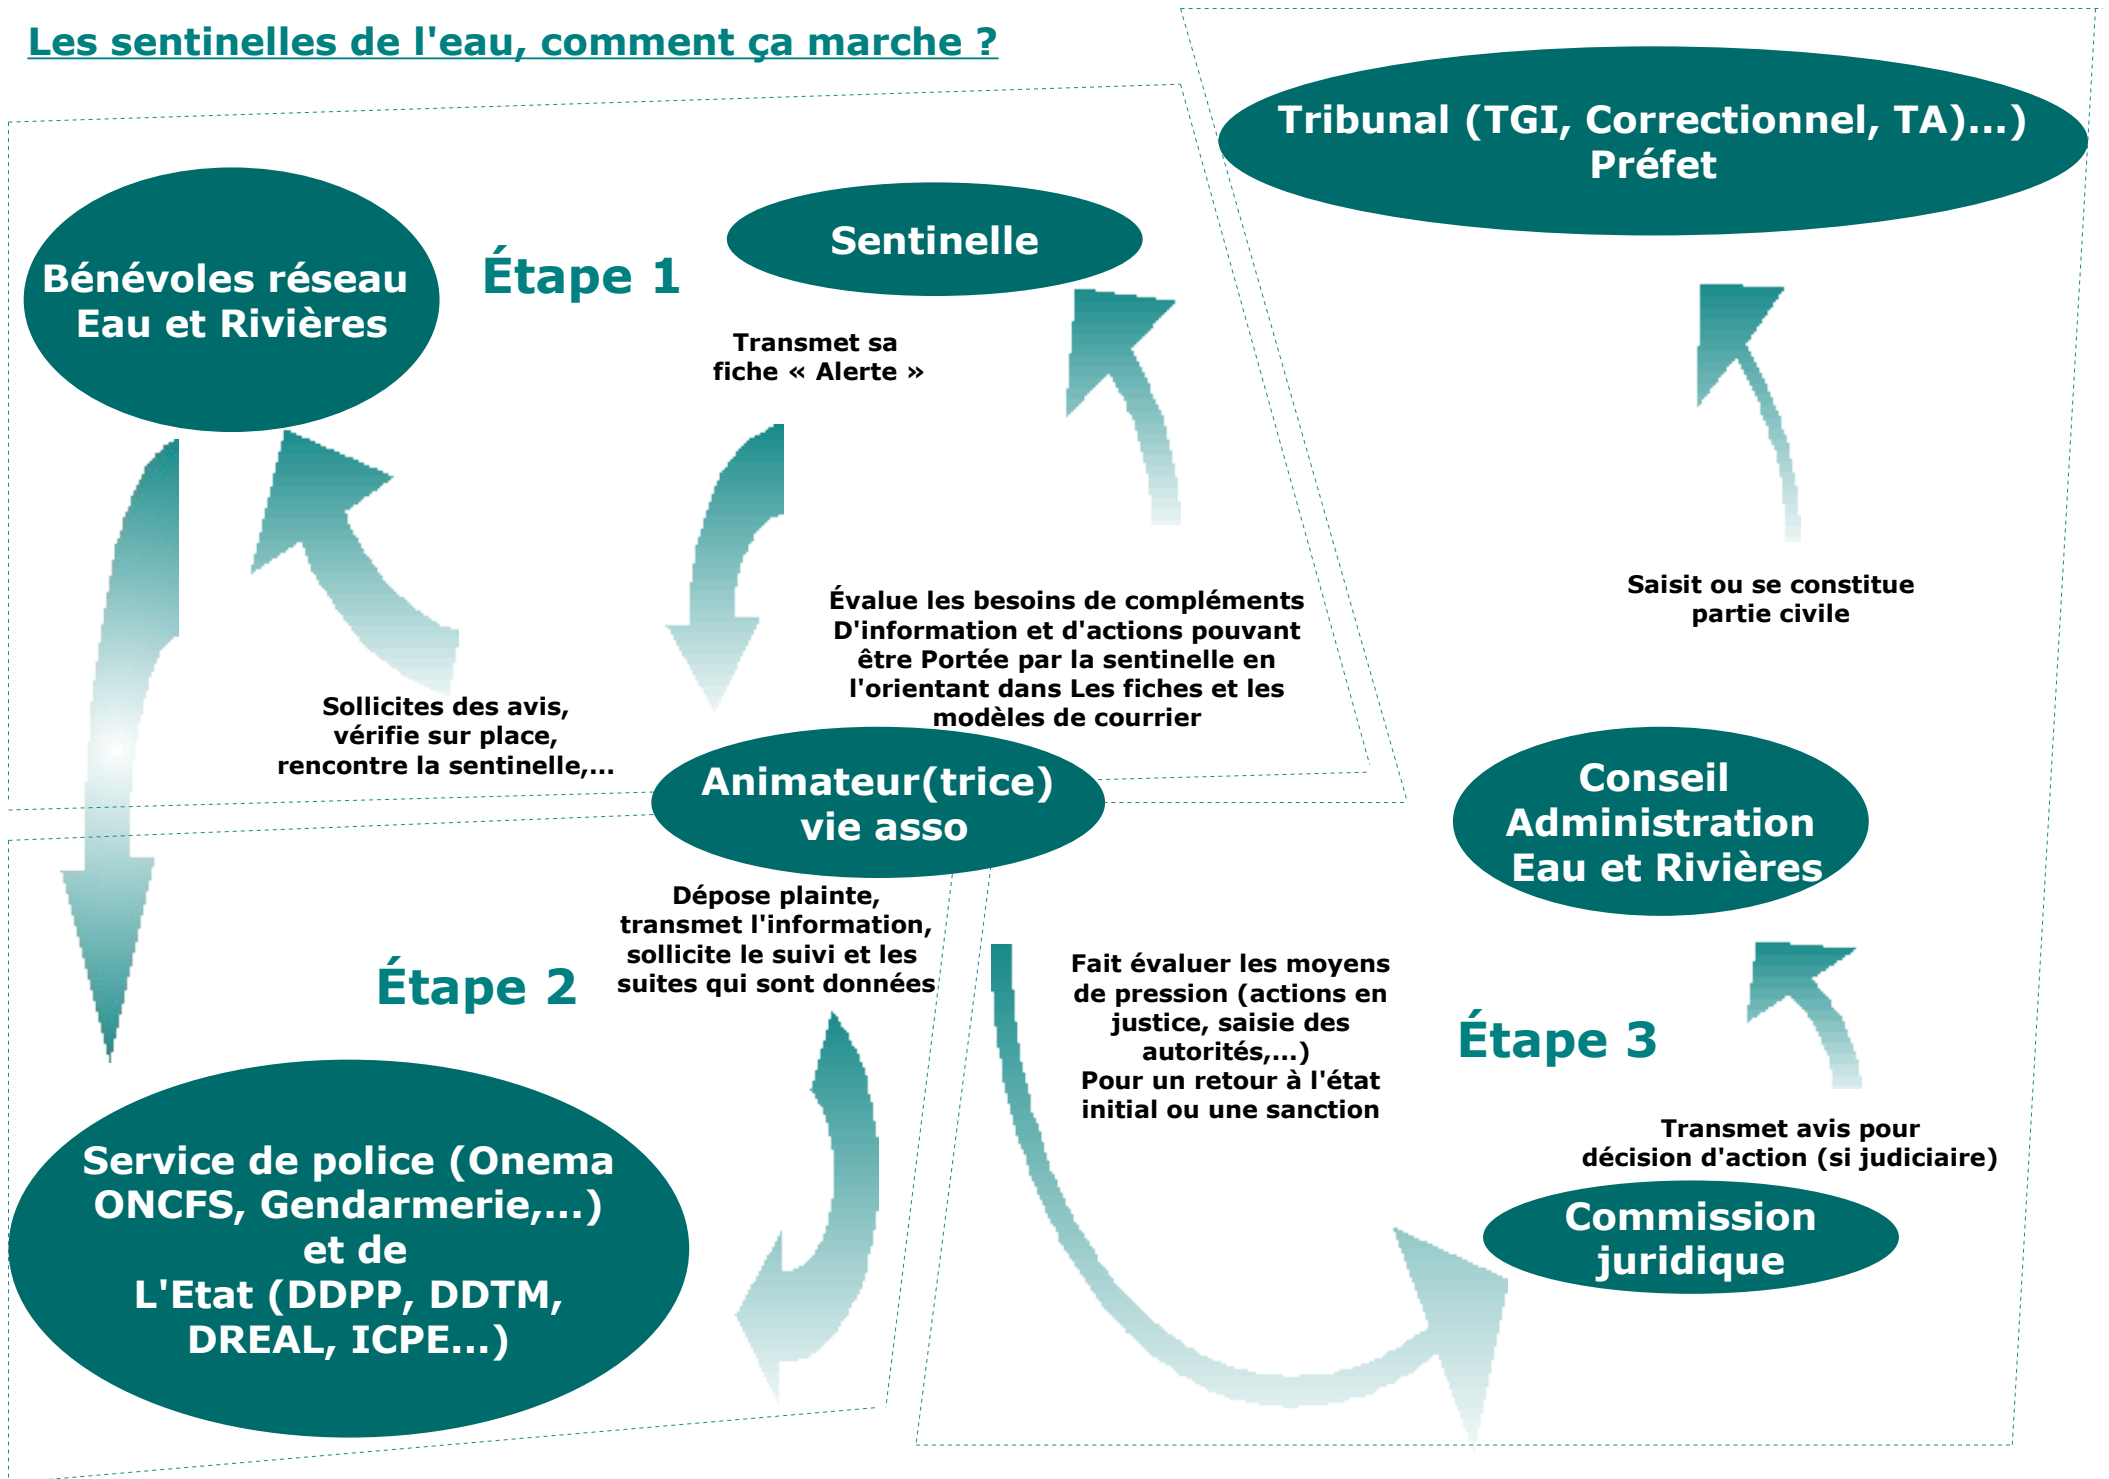 Les sentinelles de l'eau, comment ça marche ?
Tribunal (TGI, Correctionnel, TA)...)
Préfet
Bénévoles réseau
Eau et Rivières
Étape 1
Sentinelle
Transmet sa
fiche « Alerte »
Évalue les besoins de compléments
D'information et d'actions pouvant
être Portée par la sentinelle en
l'orientant dans Les fiches et les
modèles de courrier
Sollicites des avis,
vérifie sur place,
rencontre la sentinelle,...
Animateur(trice)
vie asso
Étape 2
Dépose plainte,
transmet l'information,
sollicite le suivi et les
suites qui sont données
Service de police (Onema
ONCFS, Gendarmerie,...)
et de
L'Etat (DDPP, DDTM,
DREAL, ICPE...)
Fait évaluer les moyens
de pression (actions en
justice, saisie des
autorités,...)
Pour un retour à l'état
initial ou une sanction
Étape 3
Commission
juridique
Transmet avis pour
décision d'action (si judiciaire)
Conseil
Administration
Eau et Rivières
Saisit ou se constitue
partie civile